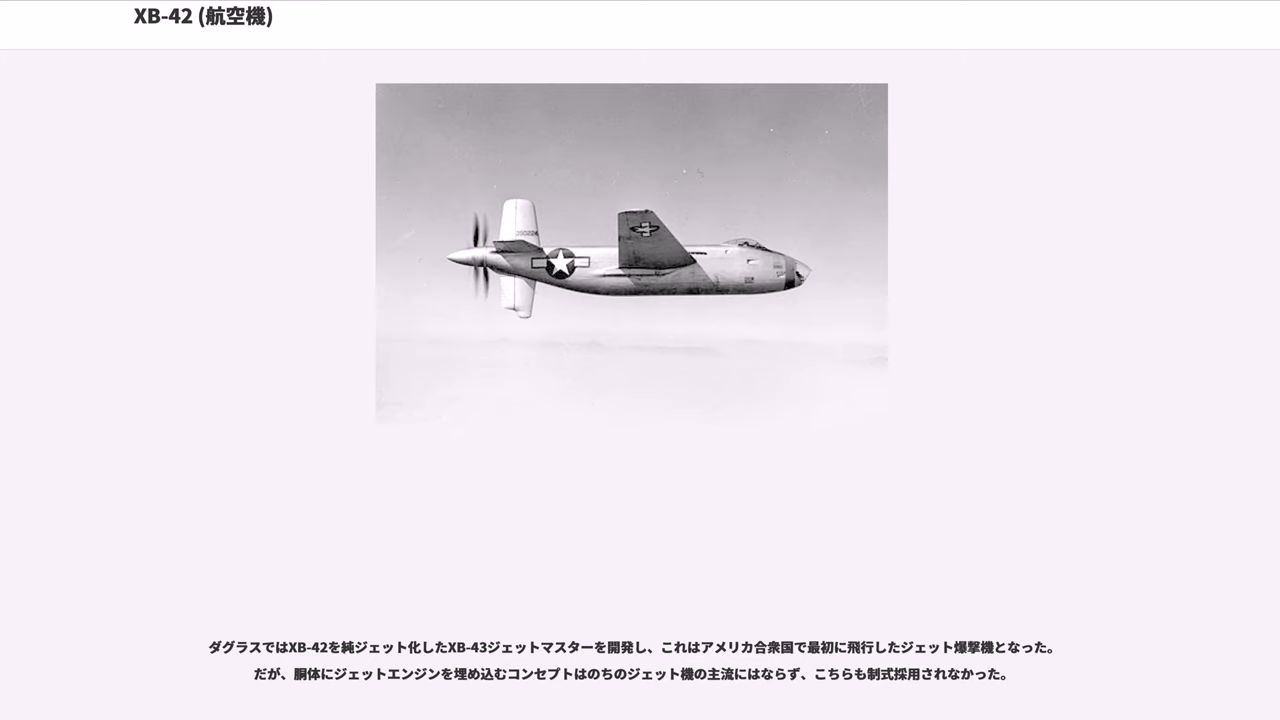 XB-42 (航空機)
ダグラスではXB-42を純ジェット化したXB-43ジェットマスターを開発し、これはアメリカ合衆国で最初に飛行したジェット爆撃機となった。
だが、胴体にジェットエンジンを埋め込むコンセプトはのちのジェット機の主流にはならず、こちらも制式採用されなかった。